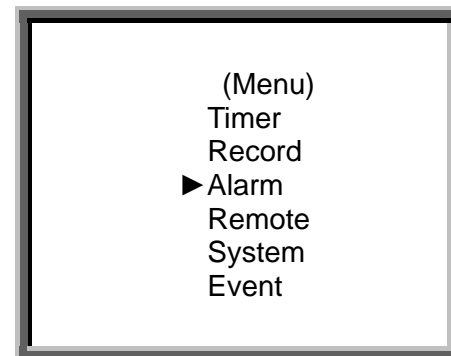 (Menu)
Timer
Record
►Alarm
Remote
System
Event